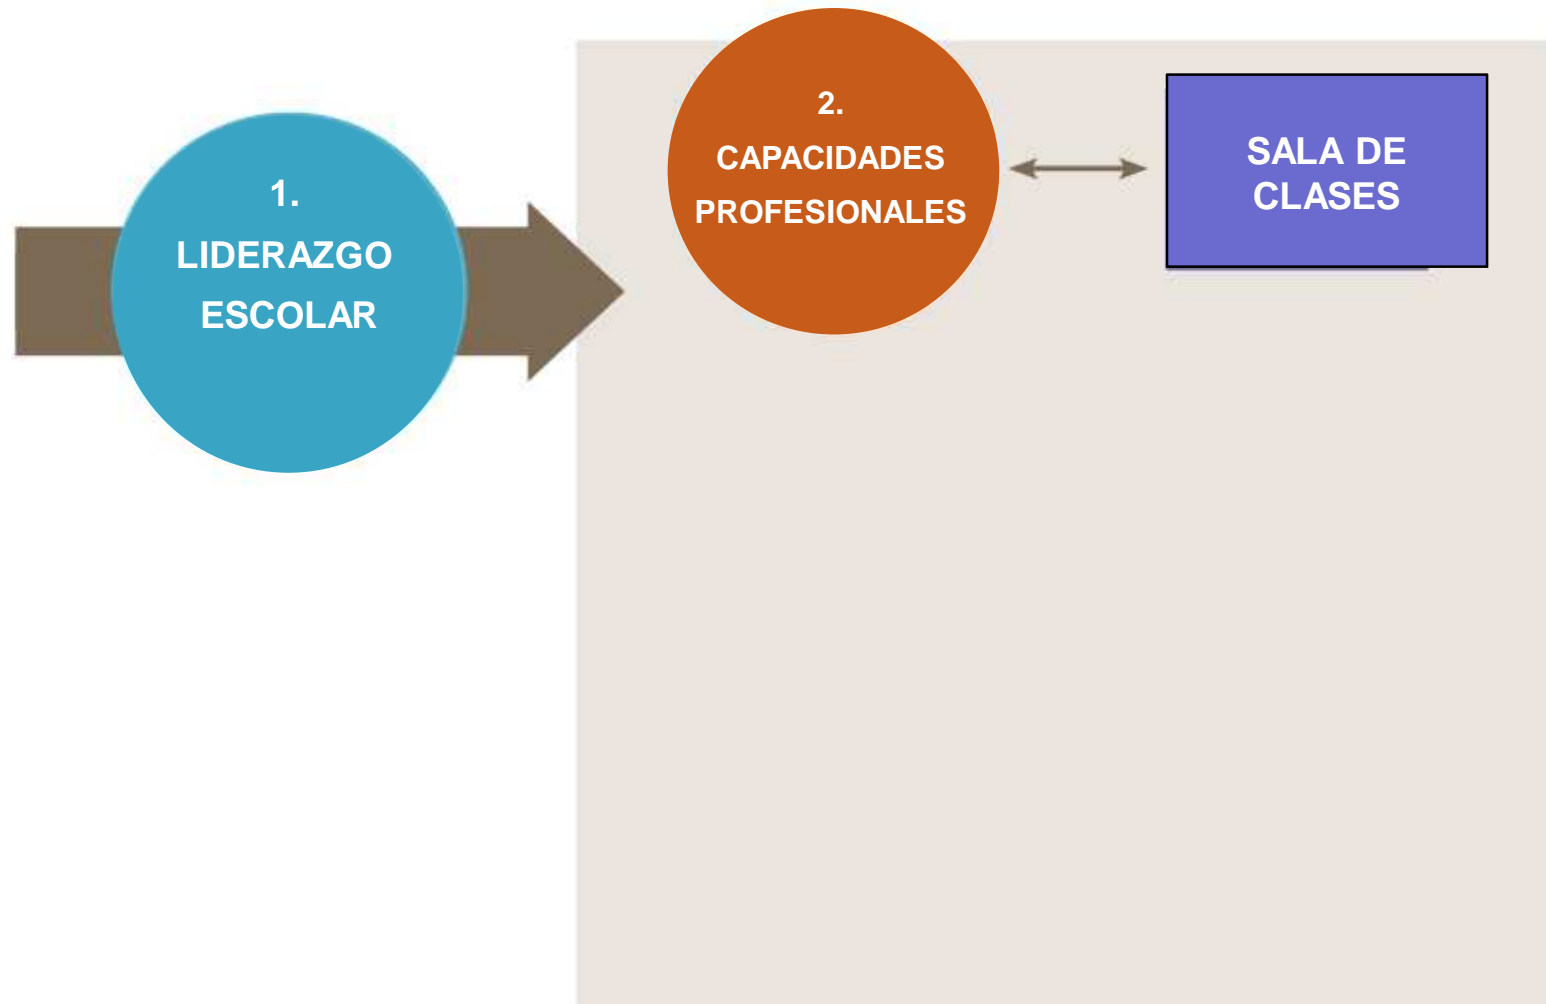 1.
LIDERAZGO
ESCOLAR
2.
CAPACIDADES
PROFESIONALES
SALA DE
CLASES